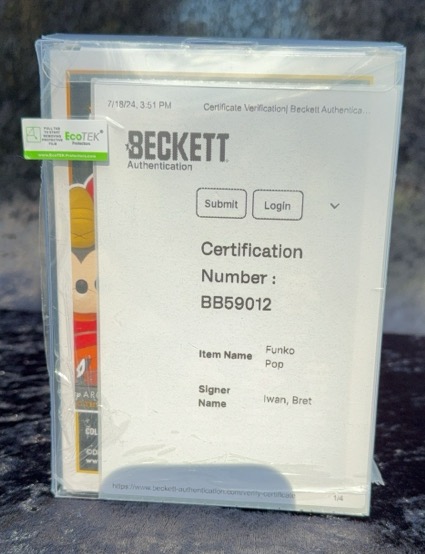 7/18/24, 3:51 PM Certificate Verification| Beckett Authentica...
EcoTEK
BECKETT
Authentication
Submit Login
Certification
Number :
BB59012
Item Name Funko
Pop
Signer
Name Iwan, Bret
https://www.beckett-authentication.com/verify-certificate 1/4